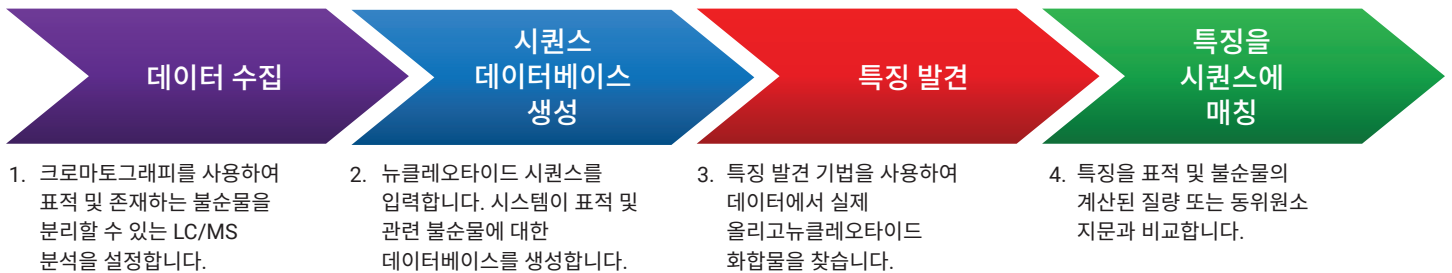 데이터 수집
시퀀스
데이터베이스
생성
특징 발견
특징을
시퀀스에
매칭
1. 크로마토그래피를 사용하여
표적 및 존재하는 불순물을
분리할 수 있는 LC/MS
분석을 설정합니다.
2. 뉴클레오타이드 시퀀스를
입력합니다. 시스템이 표적 및
관련 불순물에 대한
데이터베이스를 생성합니다.
3. 특징 발견 기법을 사용하여
데이터에서 실제
올리고뉴클레오타이드
화합물을 찾습니다.
4. 특징을 표적 및 불순물의
계산된 질량 또는 동위원소
지문과 비교합니다.